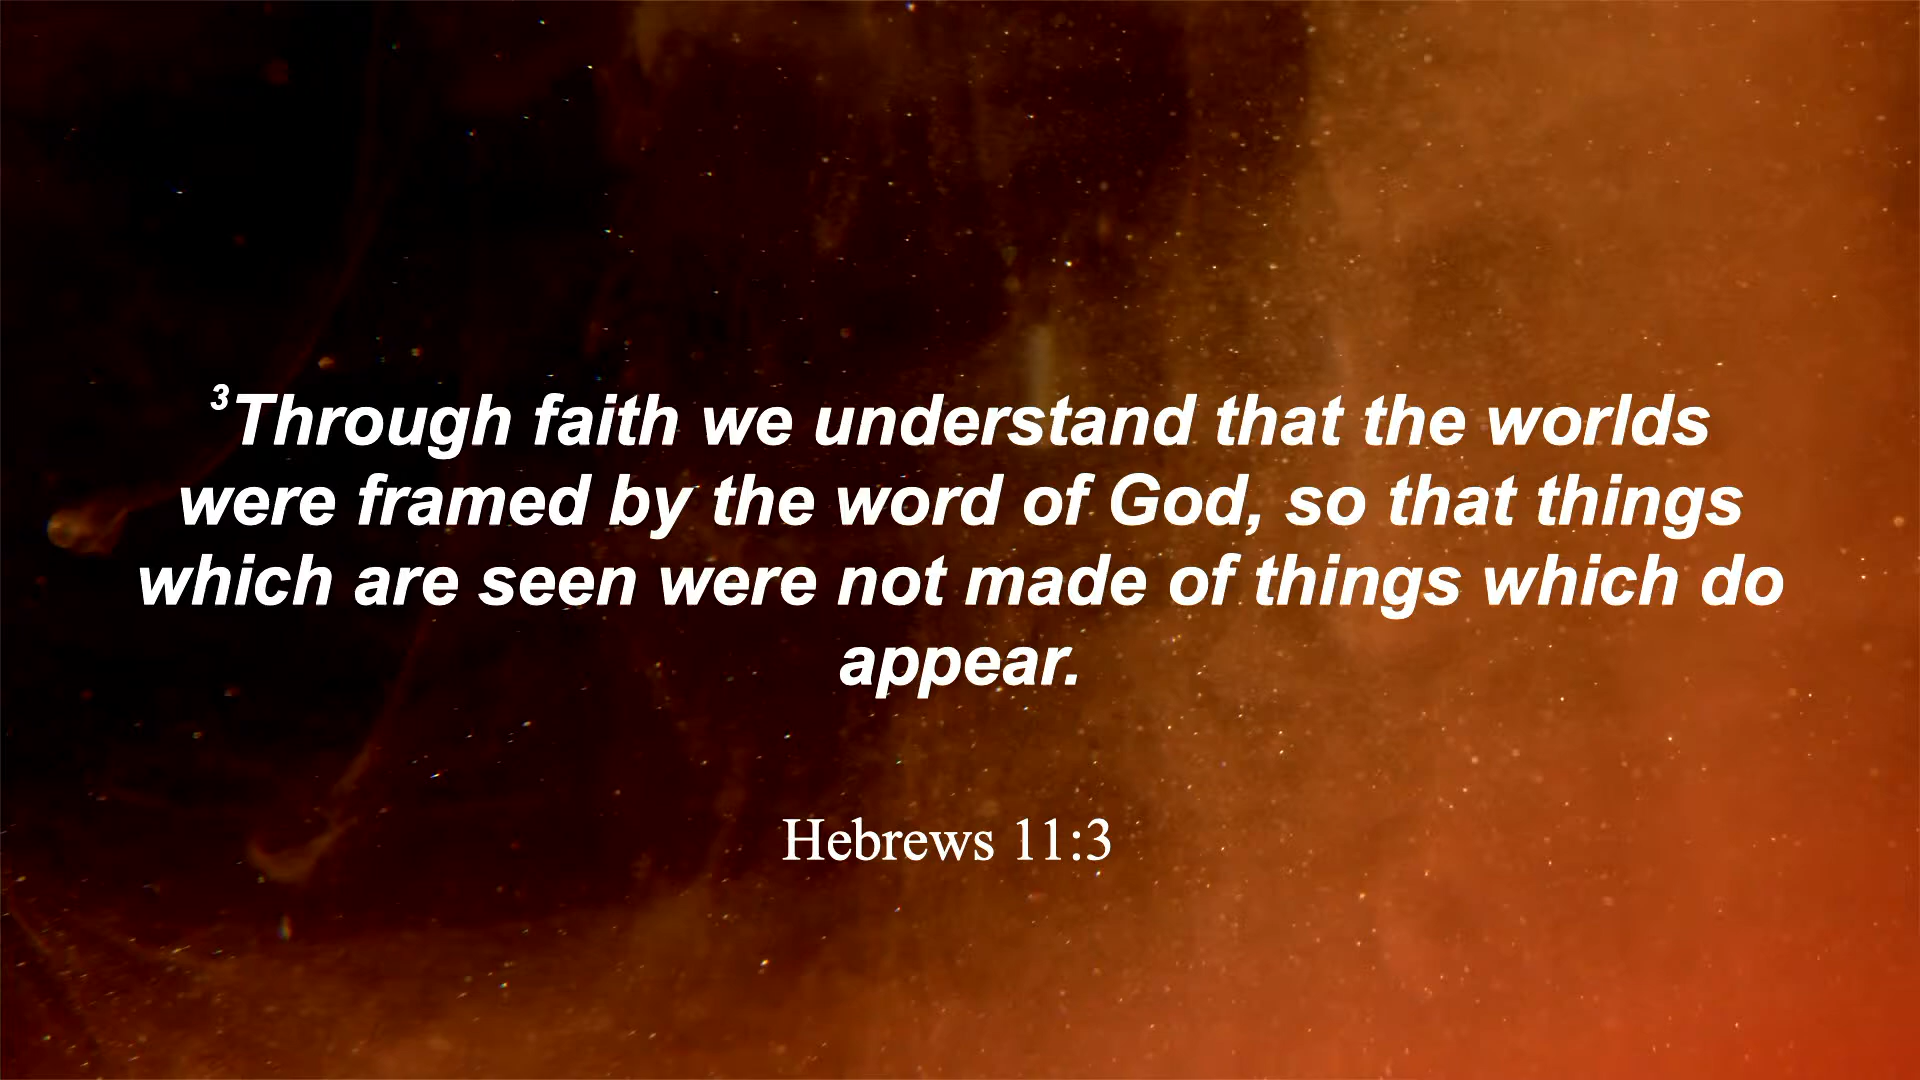 ³Through faith we understand that the worlds
were framed by the word of God, so that things
which are seen were not made of things which do
appear.
Hebrews 11:3